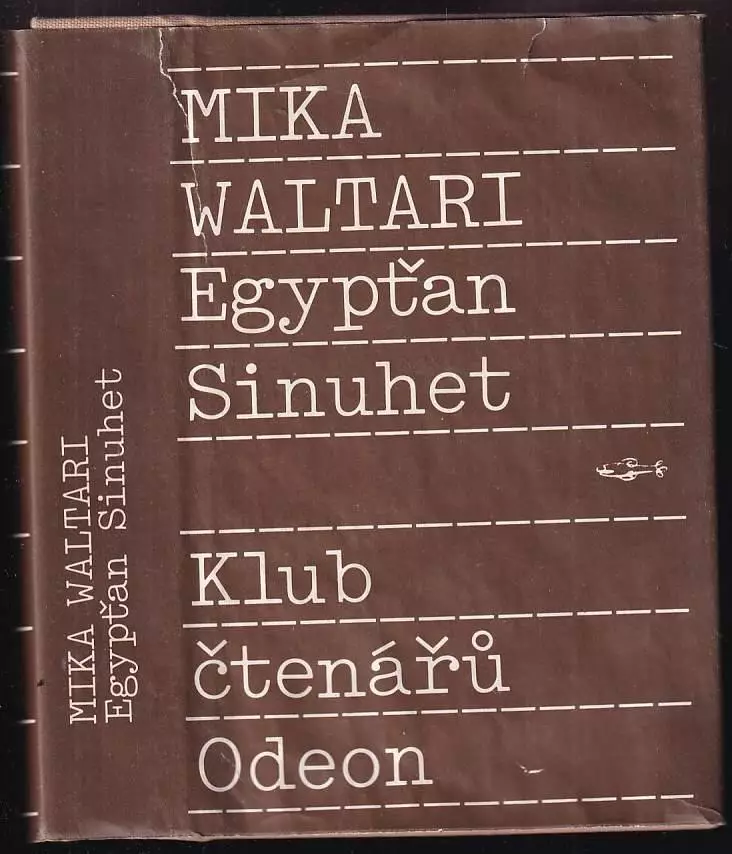 MIKA
WALTARI
Egypťan
Sinuhet
Klub
čtenářů
Odeon
MIKA WALTARI
Egypťan Sinuhet